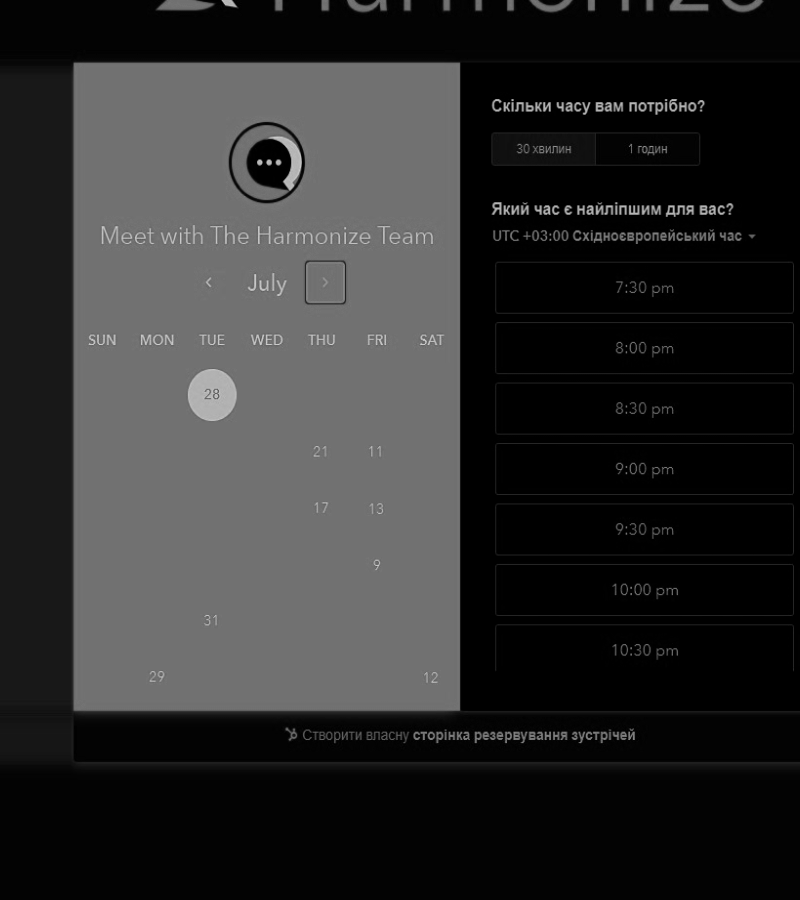 Harmonize
Meet with The Harmonize Team
July
SUN MON TUE WED THU FRI SAT
28
21 11
17 13
9
31
29 12
Скільки часу вам потрібно?
30 хвилин 1 годин
Який час є найліпшим для вас?
UTC +03:00 Східноєвропейський час
7:30 pm
8:00 pm
8:30 pm
9:00 pm
9:30 pm
10:00 pm
10:30 pm
Створити власну сторінка резервування зустрічей